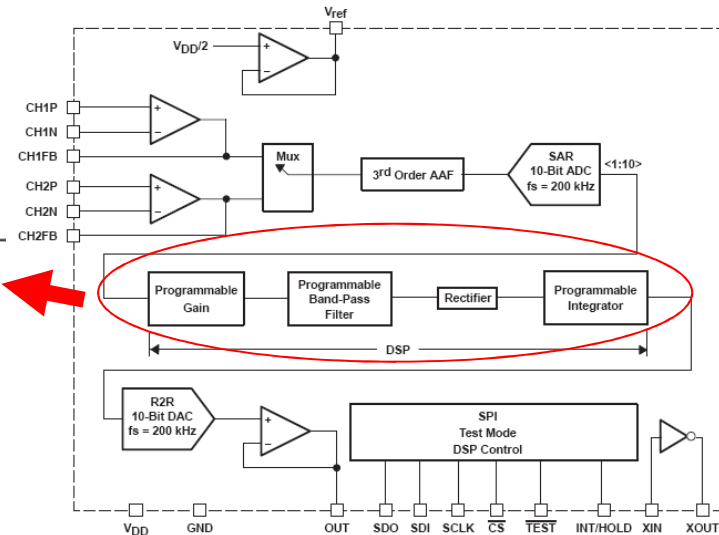 Vref
VDD/2
+
−
CH1P
CH1N
CH1FB
CH2P
CH2N
CH2FB
+
−
+
−
Mux
3rd Order AAF
SAR
10-Bit ADC
fs = 200 kHz
<1:10>
Programmable
Gain
Programmable
Band-Pass
Filter
Rectifier
Programmable
Integrator
DSP
R2R
10-Bit DAC
fs = 200 kHz
+
−
SPI
Test Mode
DSP Control
VDD
GND
OUT
SDO
SDI
SCLK
C̅S̅
T̅E̅S̅T̅
INT/HOLD
XIN
XOUT